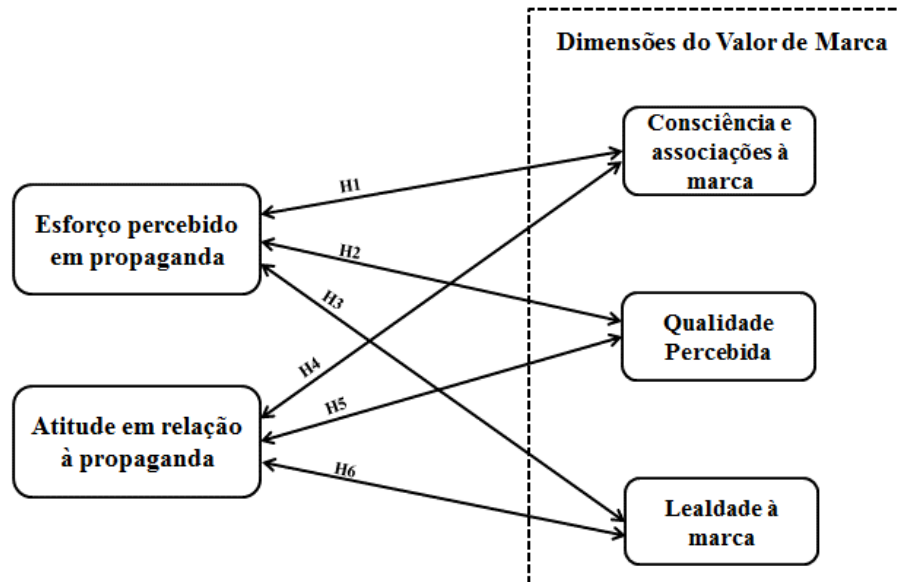 Dimensões do Valor de Marca
Consciência e
associações à
marca
H1
Esforço percebido
em propaganda
H2
H3
Qualidade
Percebida
H4
H5
Atitude em relação
à propaganda
H6
Lealdade à
marca